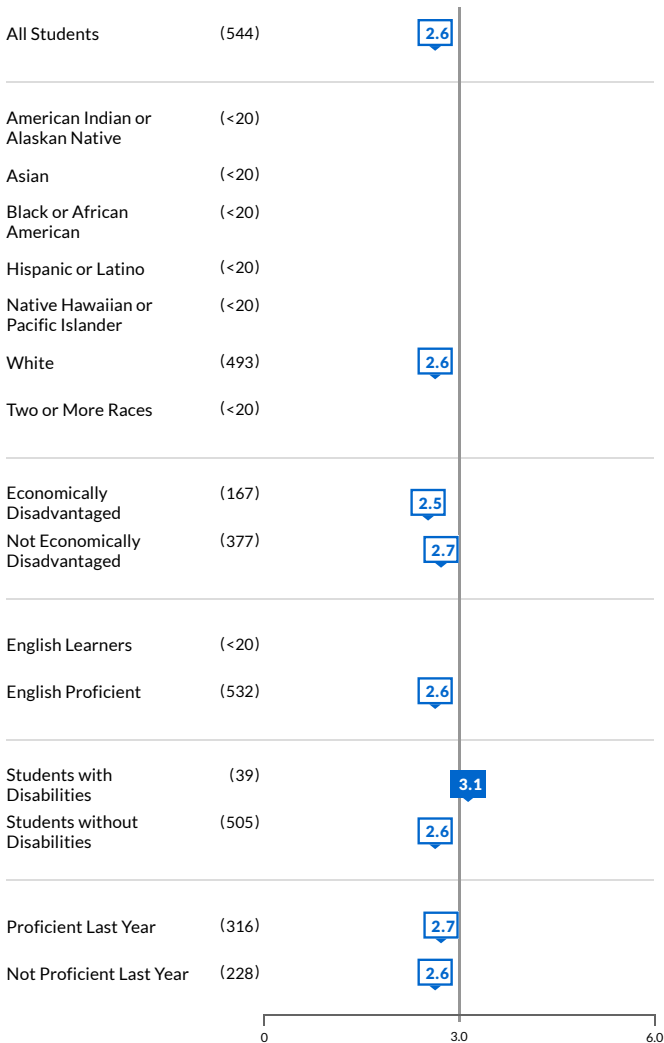 All Students (544) 2.6
American Indian or (<20)
Alaskan Native
Asian (<20)
Black or African (<20)
American
Hispanic or Latino (<20)
Native Hawaiian or (<20)
Pacific Islander
White (493) 2.6
Two or More Races (<20)
Economically (167) 2.5
Disadvantaged
Not Economically (377) 2.7
Disadvantaged
English Learners (<20)
English Proficient (532) 2.6
Students with (39) 3.1
Disabilities
Students without (505) 2.6
Disabilities
Proficient Last Year (316) 2.7
Not Proficient Last Year (228) 2.6
0 3.0 6.0